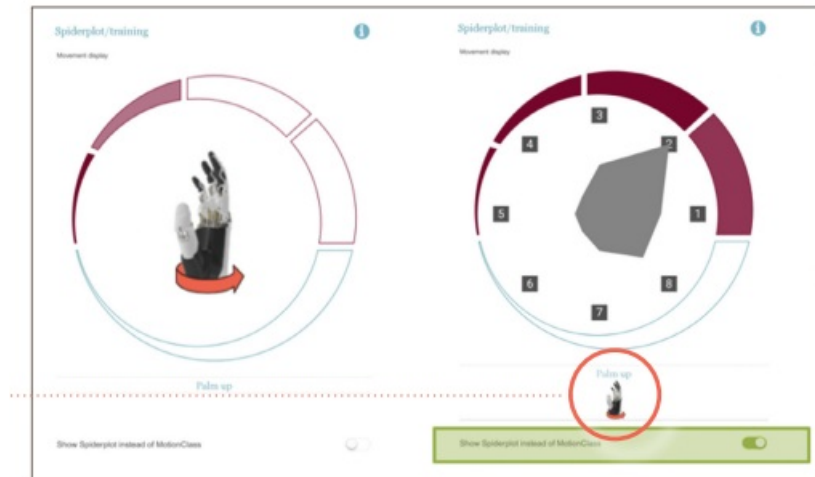 Spiderplot/training
Movement display
Palm up
Show Spiderplot instead of MotionClass
Spiderplot/training
Movement display
3
4
2
5
1
6
8
7
Palm up
Show Spiderplot instead of MotionClass